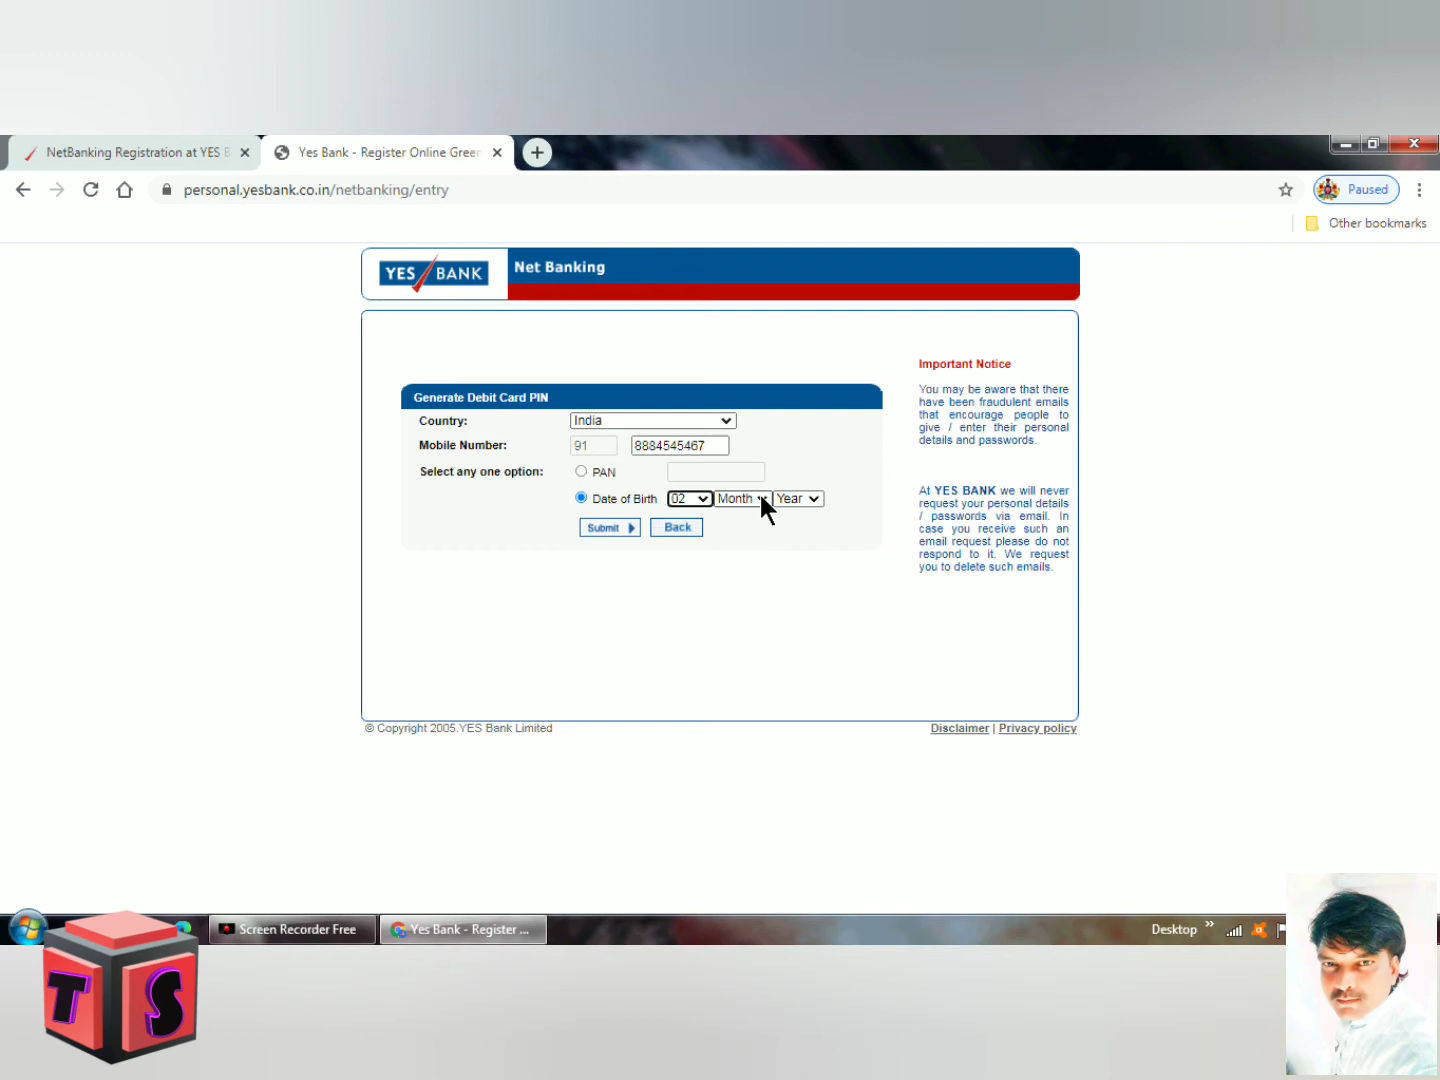 NetBanking Registration at YES B
Yes Bank - Register Online Green
personal.yesbank.co.in/netbanking/entry
Paused
Other bookmarks
YES BANK
Net Banking
Important Notice
You may be aware that there
have been fraudulent emails
that encourage people to
give / enter their personal
details and passwords.
At YES BANK we will never
request your personal details
/ passwords via email. In
case you receive such an
email request please do not
respond to it. We request
you to delete such emails.
Generate Debit Card PIN
Country: India
Mobile Number: 91 8884545467
Select any one option: PAN
Date of Birth 02 Month Year
Submit Back
© Copyright 2005.YES Bank Limited
Disclaimer | Privacy policy
Screen Recorder Free
Yes Bank - Register ...
Desktop
T S